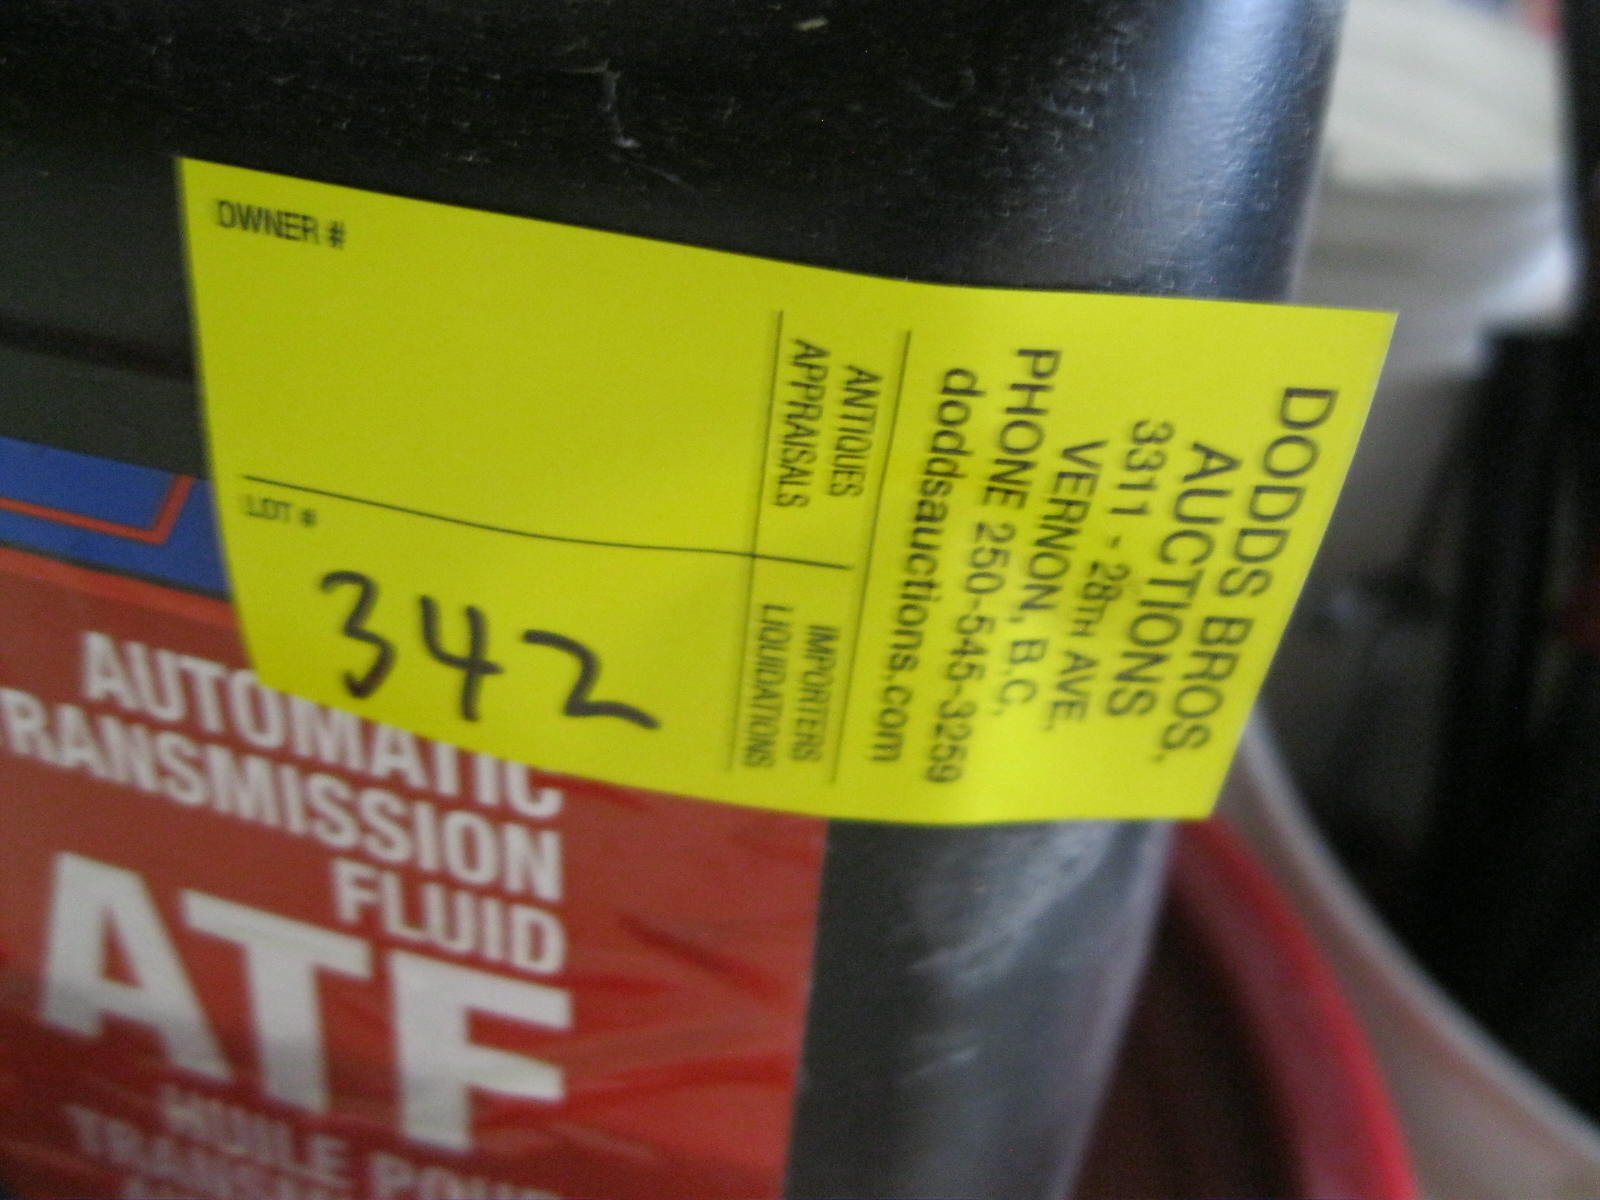 OWNER #
LOT #
342
DODDS BROS.
AUCTIONS
3311 - 28TH AVE.
VERNON, B.C.
PHONE 250-545-3259
doddsauctions.com
ANTIQUES
APPRAISALS
IMPORTERS
LIQUIDATIONS
AUTOMATIC
TRANSMISSION
FLUID
ATF
HUILE POUR